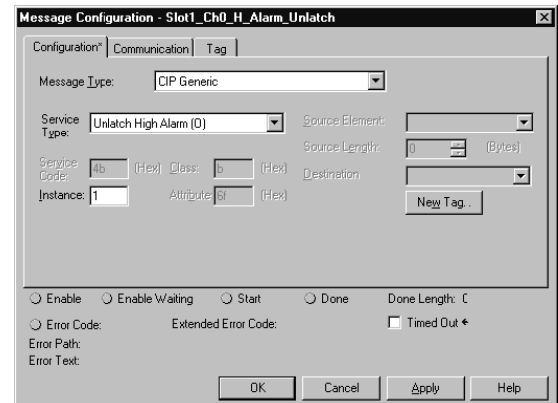 Message Configuration - Slot1_Ch0_H_Alarm_Unlatch
Configuration* Communication Tag
Message Type: CIP Generic
Service Type: Unlatch High Alarm (O) Source Element:
Source Length: 0 (Bytes)
Service Code: 4b (Hex) Class: b (Hex) Destination
Instance: 1 Attribute 6f (Hex) New Tag..
Enable Enable Waiting Start Done Done Length:
Error Code: Extended Error Code: Timed Out
Error Path:
Error Text:
OK Cancel Apply Help